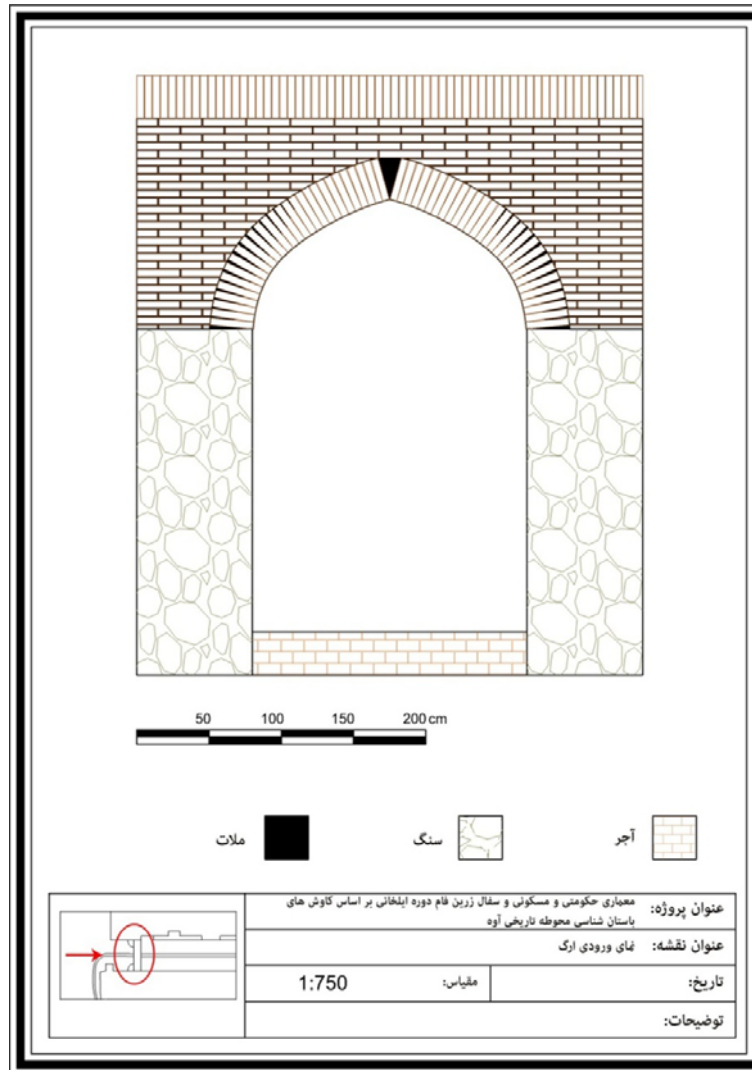 50 100 150 200 cm
آجر سنگ ملات
عنوان پروژه: معماری حکومتی و مسکونی و سفال زرین فام دوره ایلخانی بر اساس کاوش های
باستان شناسی محوطه تاریخی آوه
عنوان نقشه: نمای ورودی ارگ
تاریخ: مقیاس: 1:750
توضیحات: